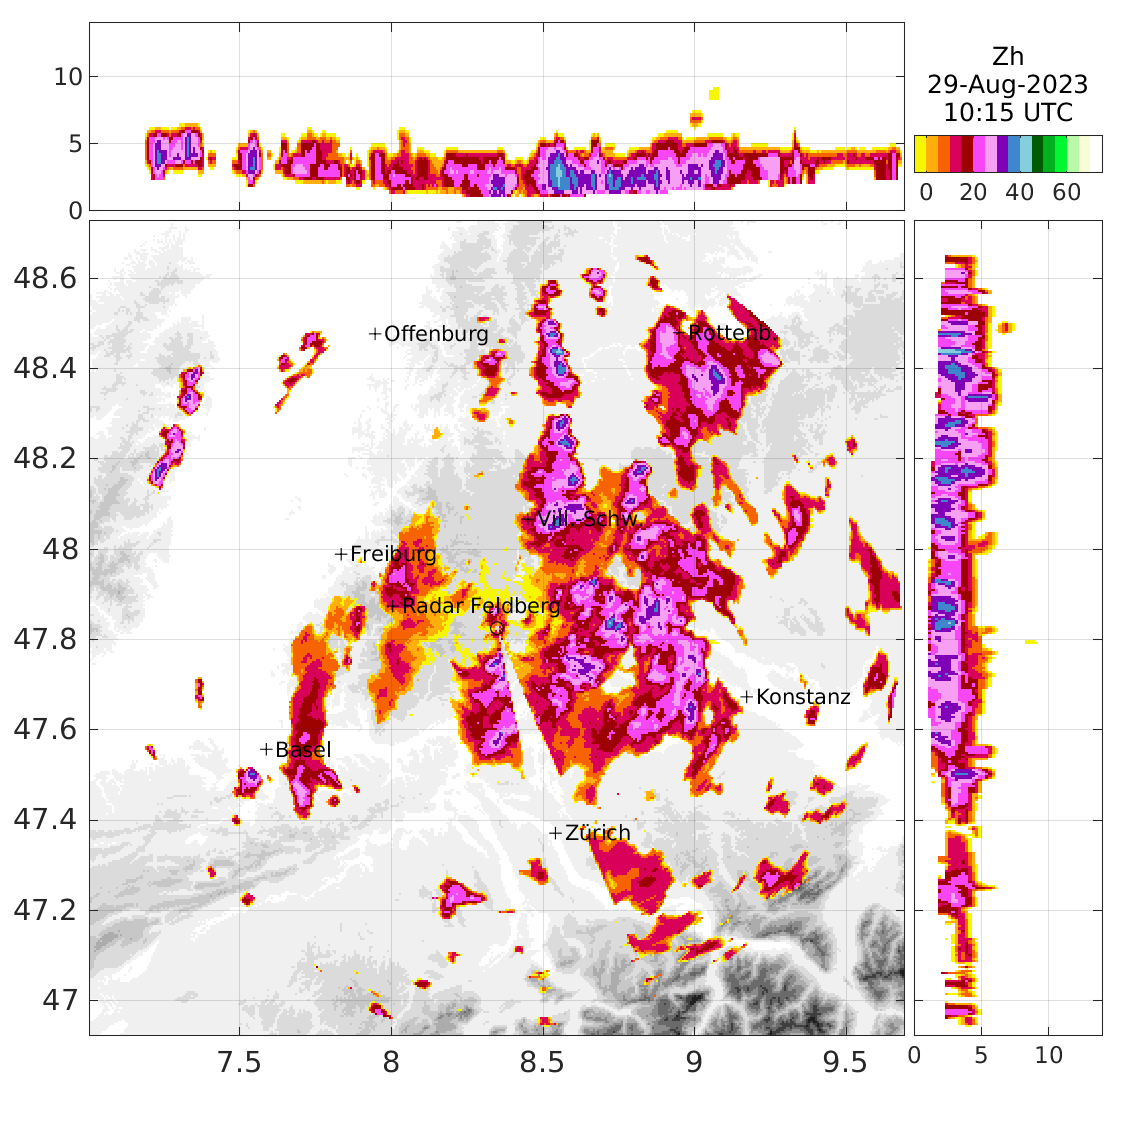 10
5
0
Zh
29-Aug-2023
10:15 UTC
0 20 40 60
48.6
48.4
48.2
48
47.8
47.6
47.4
47.2
47
+Offenburg
+Rottenb.
+Vill.-Schw.
+Freiburg
+Radar Feldberg
+Konstanz
+Basel
+Zürich
7.5 8 8.5 9 9.5
0 5 10